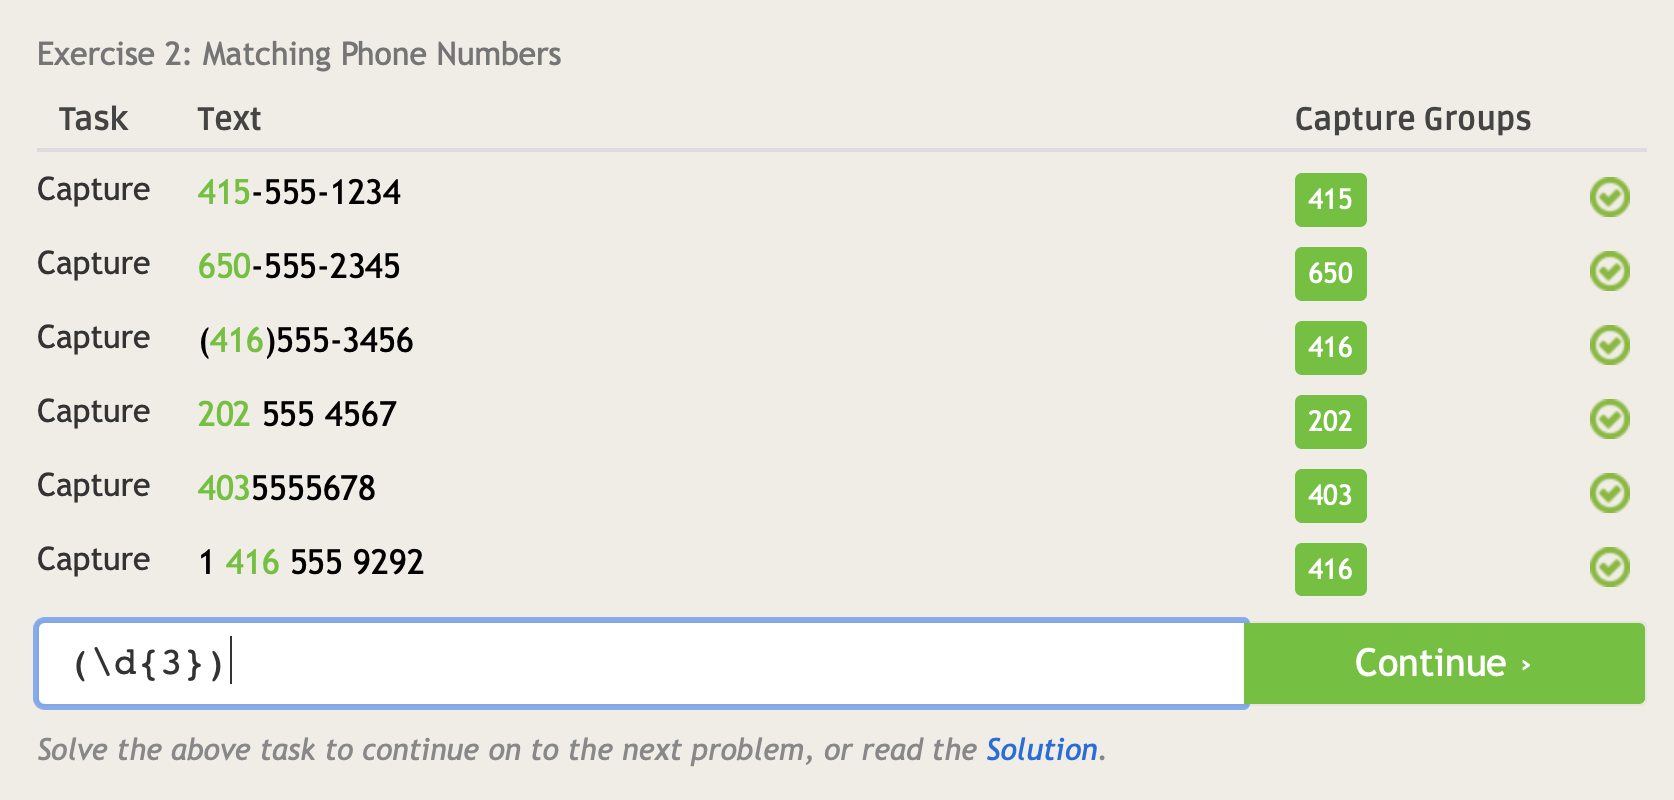 Exercise 2: Matching Phone Numbers
Task Text Capture Groups
Capture 415-555-1234 415
Capture 650-555-2345 650
Capture (416)555-3456 416
Capture 202 555 4567 202
Capture 4035555678 403
Capture 1 416 555 9292 416
(\d{3}) Continue ›
Solve the above task to continue on to the next problem, or read the Solution.